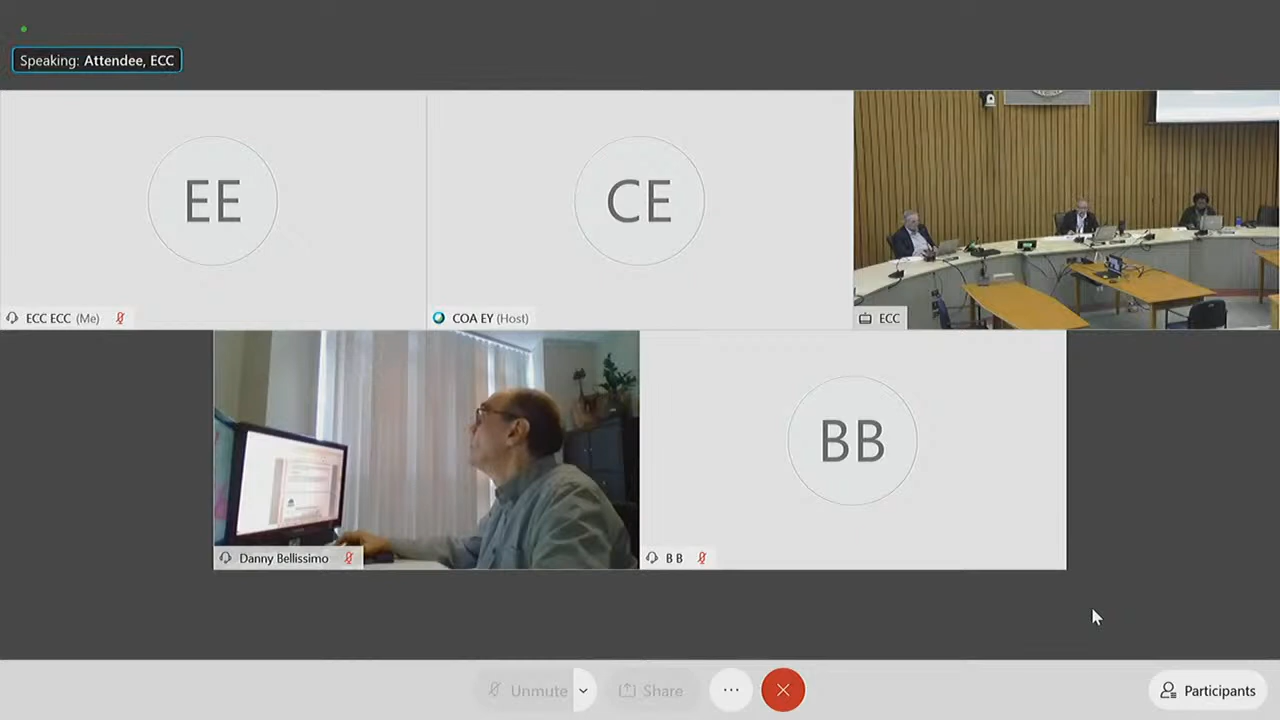 Speaking: Attendee, ECC
EE
CE
ECC ECC (Me)
COA EY (Host)
ECC
BB
Danny Bellissimo
B B
Unmute
Share
Participants